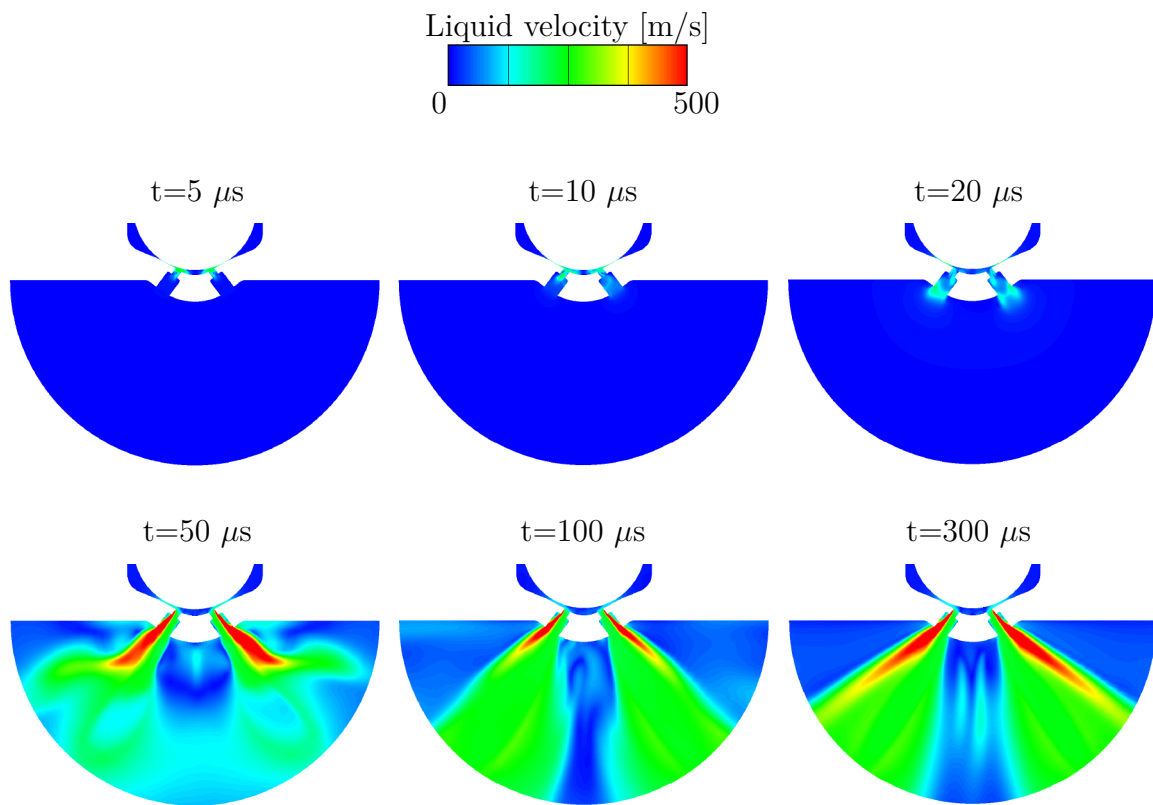 Liquid velocity [m/s]
0 500
t=5 μs t=10 μs t=20 μs
t=50 μs t=100 μs t=300 μs